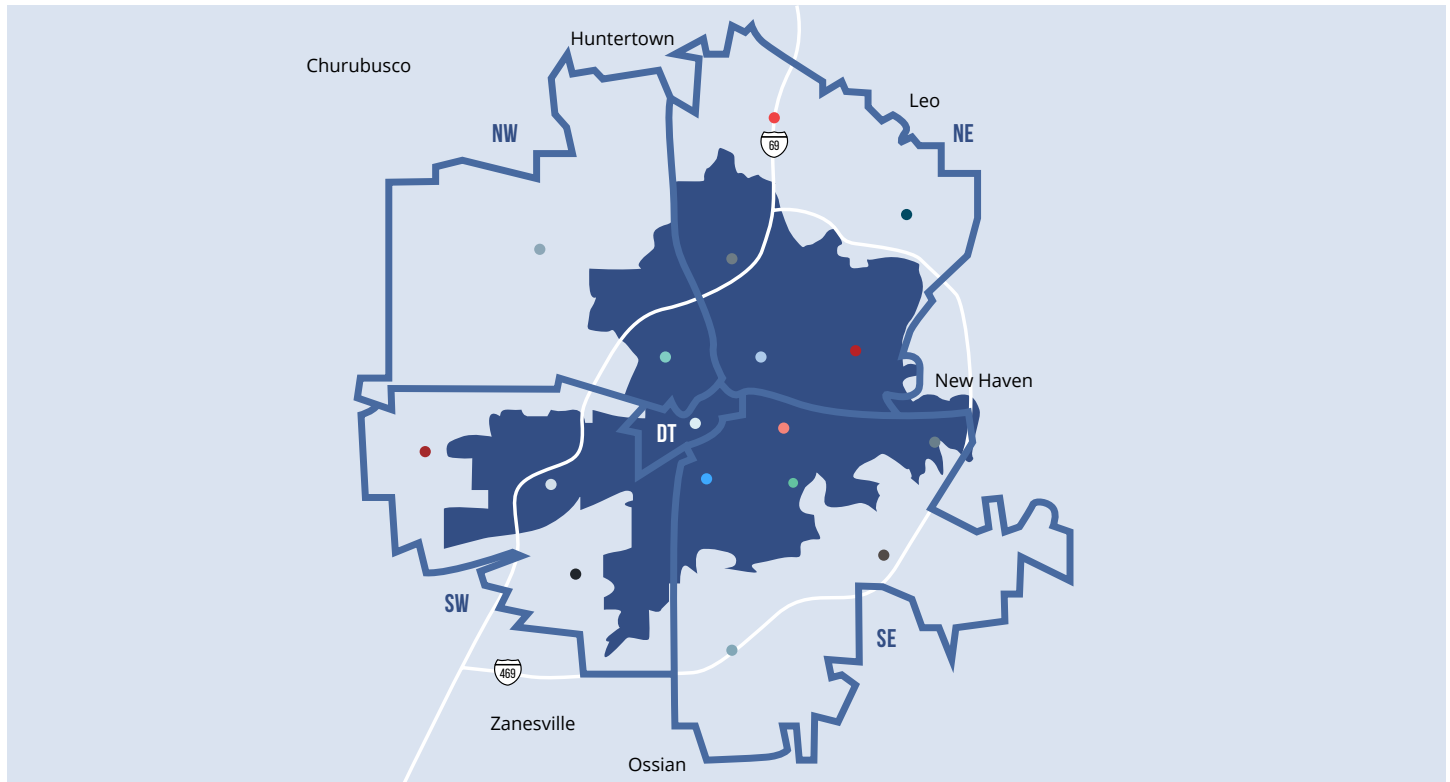 Huntertown
Churubusco
Leo
NW
NE
69
New Haven
DT
SW
SE
469
Zanesville
Ossian